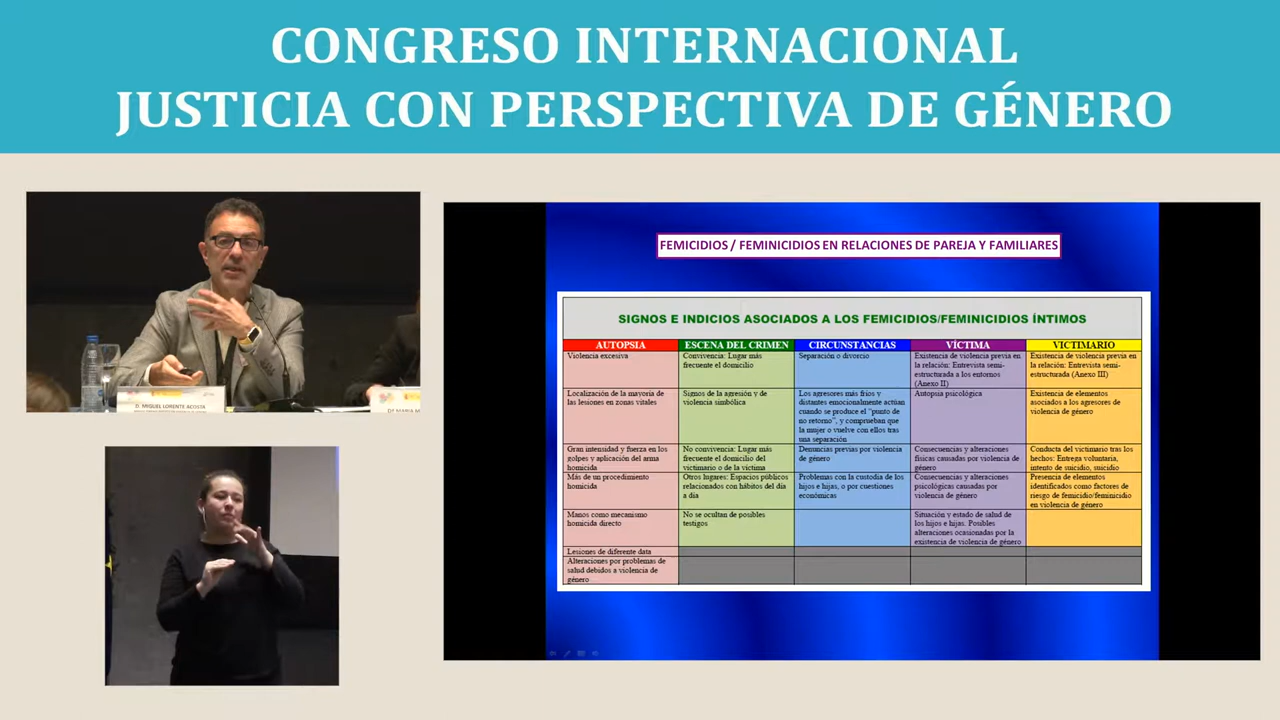 CONGRESO INTERNACIONAL
JUSTICIA CON PERSPECTIVA DE GÉNERO
D. MIGUEL LORENTE ACOSTA
FEMICIDIOS / FEMINICIDIOS EN RELACIONES DE PAREJA Y FAMILIARES
SIGNOS E INDICIOS ASOCIADOS A LOS FEMICIDIOS/FEMINICIDIOS ÍNTIMOS
AUTOPSIA
ESCENA DEL CRIMEN
CIRCUNSTANCIAS
VÍCTIMA
VICTIMARIO
Violencia excesiva
Convivencia: Lugar más
frecuente el domicilio
Separación o divorcio
Existencia de violencia previa en
la relación: Entrevista semi-
estructurada a los entornos
(Anexo II)
Existencia de violencia previa en
la relación: Entrevista semi-
estructurada (Anexo III)
Localización de la mayoría de
las lesiones en zonas vitales
Signos de la agresión y de
violencia simbólica
Los agresores más fríos y
distantes emocionalmente actúan
cuando se produce el "punto de
no retorno", y comprueban que
la mujer o vuelve con ellos tras
una separación
Autopsia psicológica
Existencia de elementos
asociados a los agresores de
violencia de género
Gran intensidad y fuerza en los
golpes y aplicación del arma
homicida
No convivencia: Lugar más
frecuente el domicilio del
victimario o de la víctima
Denuncias previas por violencia
de género
Consecuencias y alteraciones
físicas causadas por violencia de
género
Conducta del victimario tras los
hechos: Entrega voluntaria,
intento de suicidio, suicidio
Más de un procedimiento
homicida
Otros lugares: Espacios públicos
relacionados con hábitos del día
a día
Problemas con la custodia de los
hijos e hijas, o por cuestiones
económicas
Consecuencias y alteraciones
psicológicas causadas por
violencia de género
Presencia de elementos
identificados como factores de
riesgo de femicidio/feminicidio
en violencia de género
Manos como mecanismo
homicida directo
No se ocultan de posibles
testigos
Situación y estado de salud de
los hijos e hijas. Posibles
alteraciones ocasionadas por la
existencia de violencia de género
Lesiones de diferente data
Alteraciones por problemas de
salud debidos a violencia de
género